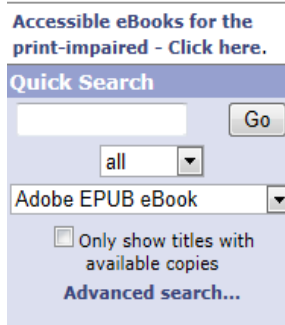 Accessible eBooks for the
print-impaired - Click here.
Quick Search
Go
all
Adobe EPUB eBook
Only show titles with
available copies
Advanced search...